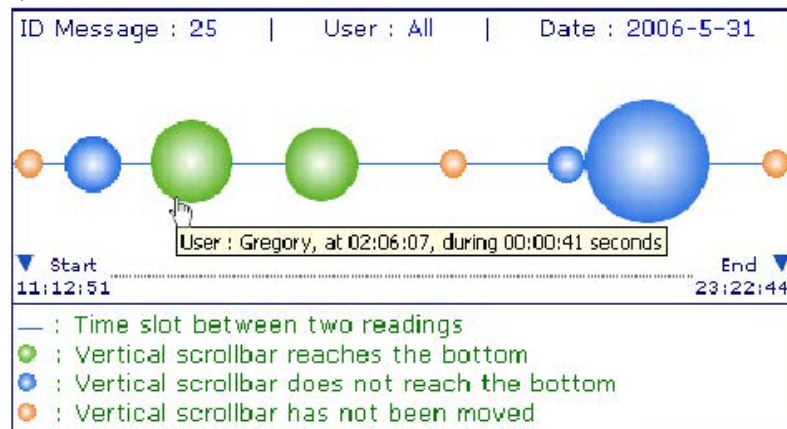 ID Message : 25 | User : All | Date : 2006-5-31
User : Gregory, at 02:06:07, during 00:00:41 seconds
Start End
11:12:51 23:22:44
— : Time slot between two readings
: Vertical scrollbar reaches the bottom
: Vertical scrollbar does not reach the bottom
: Vertical scrollbar has not been moved